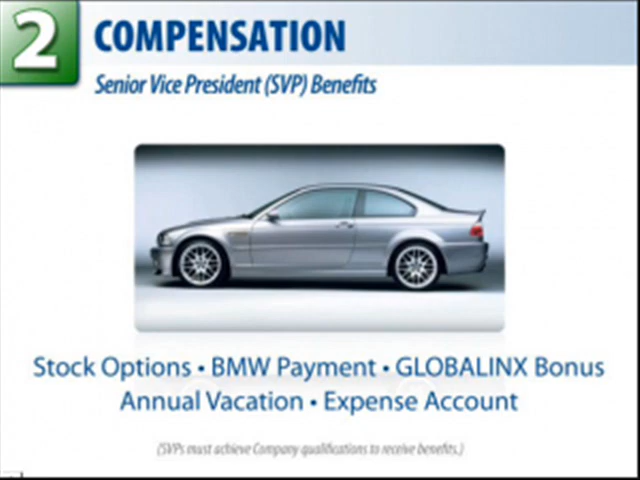 2
COMPENSATION
Senior Vice President (SVP) Benefits
Stock Options • BMW Payment • GLOBALINX Bonus
Annual Vacation • Expense Account
(SVPs must achieve Company qualifications to receive benefits.)